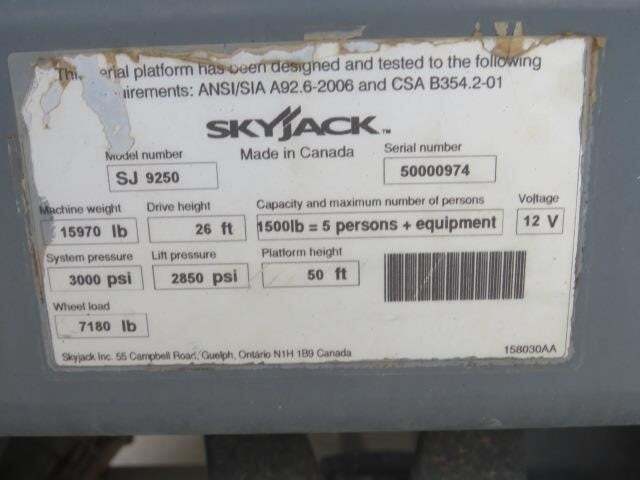 This erial platform has been designed and tested to the following
uirements: ANSI/SIA A92.6-2006 and CSA B354.2-01
SKYJACK™
Model number Made in Canada Serial number
SJ 9250 50000974
Machine weight Drive height Capacity and maximum number of persons Voltage
15970 lb 26 ft 1500lb = 5 persons + equipment 12 V
System pressure Lift pressure Platform height
3000 psi 2850 psi 50 ft
Wheel load
7180 lb
Skyjack Inc. 55 Campbell Road, Guelph, Ontario N1H 1B9 Canada 158030AA